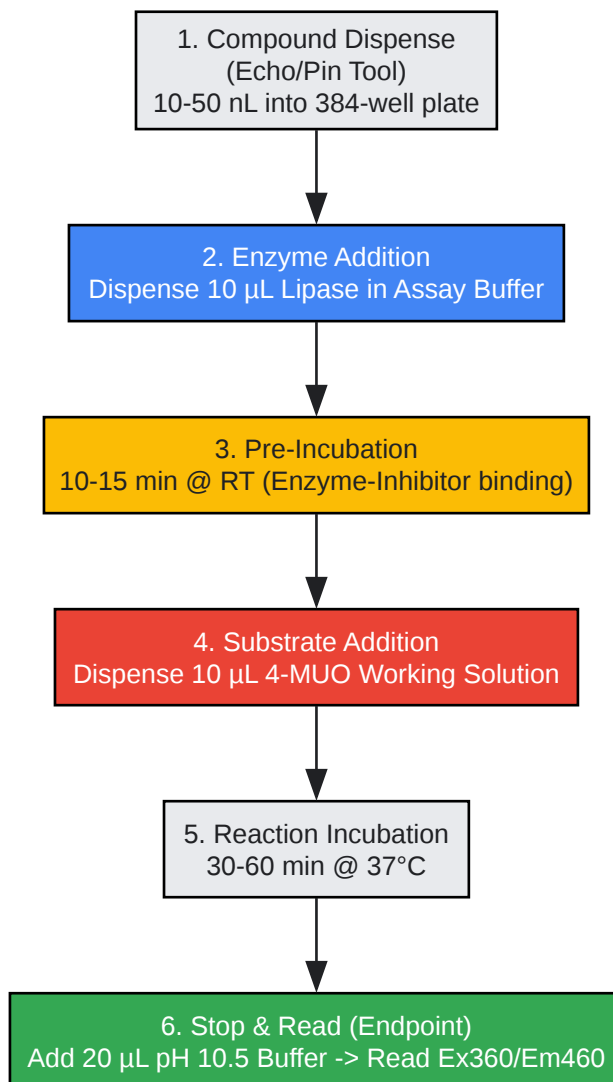 1. Compound Dispense
(Echo/Pin Tool)
10-50 nL into 384-well plate
2. Enzyme Addition
Dispense 10 µL Lipase in Assay Buffer
3. Pre-Incubation
10-15 min @ RT (Enzyme-Inhibitor binding)
4. Substrate Addition
Dispense 10 µL 4-MUO Working Solution
5. Reaction Incubation
30-60 min @ 37°C
6. Stop & Read (Endpoint)
Add 20 µL pH 10.5 Buffer -> Read Ex360/Em460